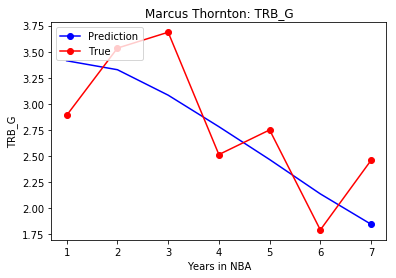 Marcus Thornton: TRB_G
Prediction
True
TRB_G
3.75
3.50
3.25
3.00
2.75
2.50
2.25
2.00
1.75
1 2 3 4 5 6 7
Years in NBA